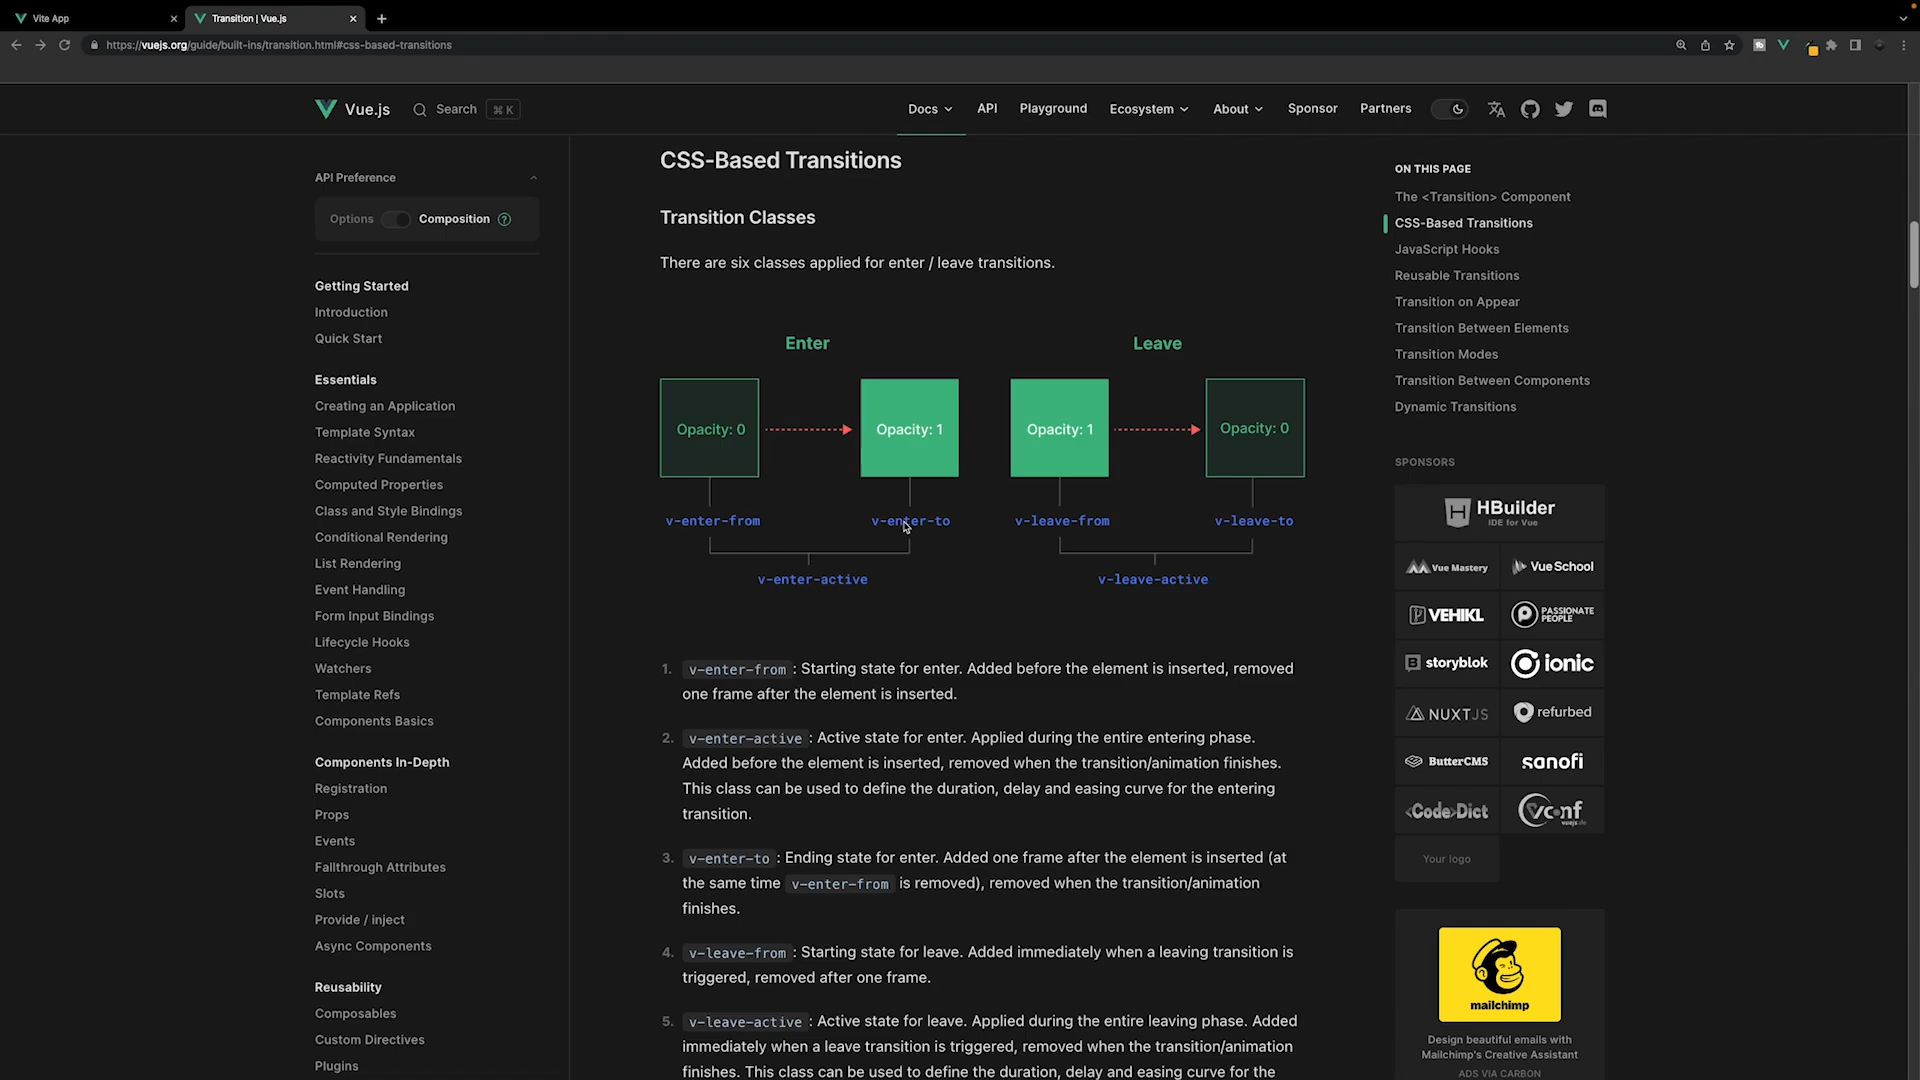 Vite App
Transition | Vue.js
https://vuejs.org/guide/built-ins/transition.html#css-based-transitions
Vue.js
Search
⌘ K
Docs
API
Playground
Ecosystem
About
Sponsor
Partners
API Preference
Options
Composition
?
Getting Started
Introduction
Quick Start
Essentials
Creating an Application
Template Syntax
Reactivity Fundamentals
Computed Properties
Class and Style Bindings
Conditional Rendering
List Rendering
Event Handling
Form Input Bindings
Lifecycle Hooks
Watchers
Template Refs
Components Basics
Components In-Depth
Registration
Props
Events
Fallthrough Attributes
Slots
Provide / inject
Async Components
Reusability
Composables
Custom Directives
Plugins
CSS-Based Transitions
Transition Classes
There are six classes applied for enter / leave transitions.
Enter
Leave
Opacity: 0
Opacity: 1
Opacity: 1
Opacity: 0
v-enter-from
v-enter-to
v-leave-from
v-leave-to
v-enter-active
v-leave-active
1. v-enter-from : Starting state for enter. Added before the element is inserted, removed
one frame after the element is inserted.
2. v-enter-active : Active state for enter. Applied during the entire entering phase.
Added before the element is inserted, removed when the transition/animation finishes.
This class can be used to define the duration, delay and easing curve for the entering
transition.
3. v-enter-to : Ending state for enter. Added one frame after the element is inserted (at
the same time v-enter-from is removed), removed when the transition/animation
finishes.
4. v-leave-from : Starting state for leave. Added immediately when a leaving transition is
triggered, removed after one frame.
5. v-leave-active : Active state for leave. Applied during the entire leaving phase. Added
immediately when a leave transition is triggered, removed when the transition/animation
finishes. This class can be used to define the duration, delay and easing curve for the
ON THIS PAGE
The <Transition> Component
CSS-Based Transitions
JavaScript Hooks
Reusable Transitions
Transition on Appear
Transition Between Elements
Transition Modes
Transition Between Components
Dynamic Transitions
SPONSORS
HBuilder
IDE for Vue
Vue Mastery
Vue School
VEHIKL
PASSIONATE
PEOPLE
storyblok
ionic
NUXTJS
refurbed
ButterCMS
sanofi
<Code>Dict
vconf
vuejs.de
Your logo
mailchimp
Design beautiful emails with
Mailchimp's Creative Assistant
ADS VIA CARBON